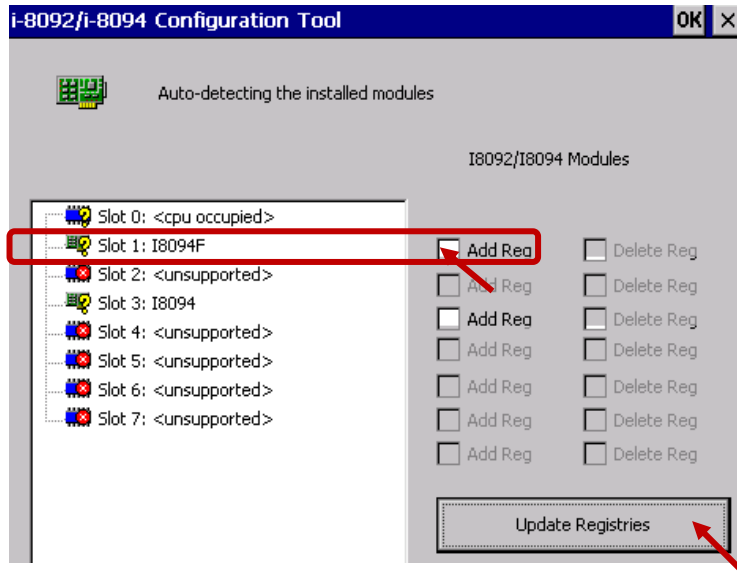 i-8092/i-8094 Configuration Tool OK ×
Auto-detecting the installed modules
I8092/I8094 Modules
Slot 0: <cpu occupied>
Slot 1: I8094F
Slot 2: <unsupported>
Slot 3: I8094
Slot 4: <unsupported>
Slot 5: <unsupported>
Slot 6: <unsupported>
Slot 7: <unsupported>
Add Reg Delete Reg
Add Reg Delete Reg
Add Reg Delete Reg
Add Reg Delete Reg
Add Reg Delete Reg
Add Reg Delete Reg
Add Reg Delete Reg
Update Registries